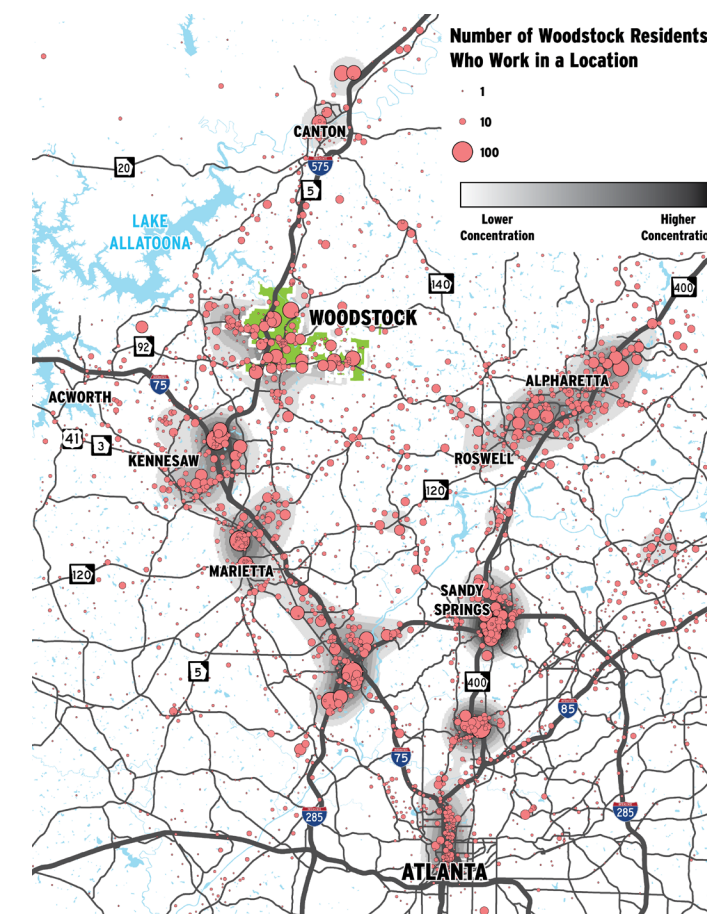 Number of Woodstock Residents
Who Work in a Location
1
10
100
Lower
Concentration
Higher
Concentratio
CANTON
20
575
5
LAKE
ALLATOONA
140
400
WOODSTOCK
92
75
ALPHARETTA
ACWORTH
41
3
KENNESAW
ROSWELL
120
MARIETTA
120
SANDY
SPRINGS
5
400
85
75
285
285
ATLANTA